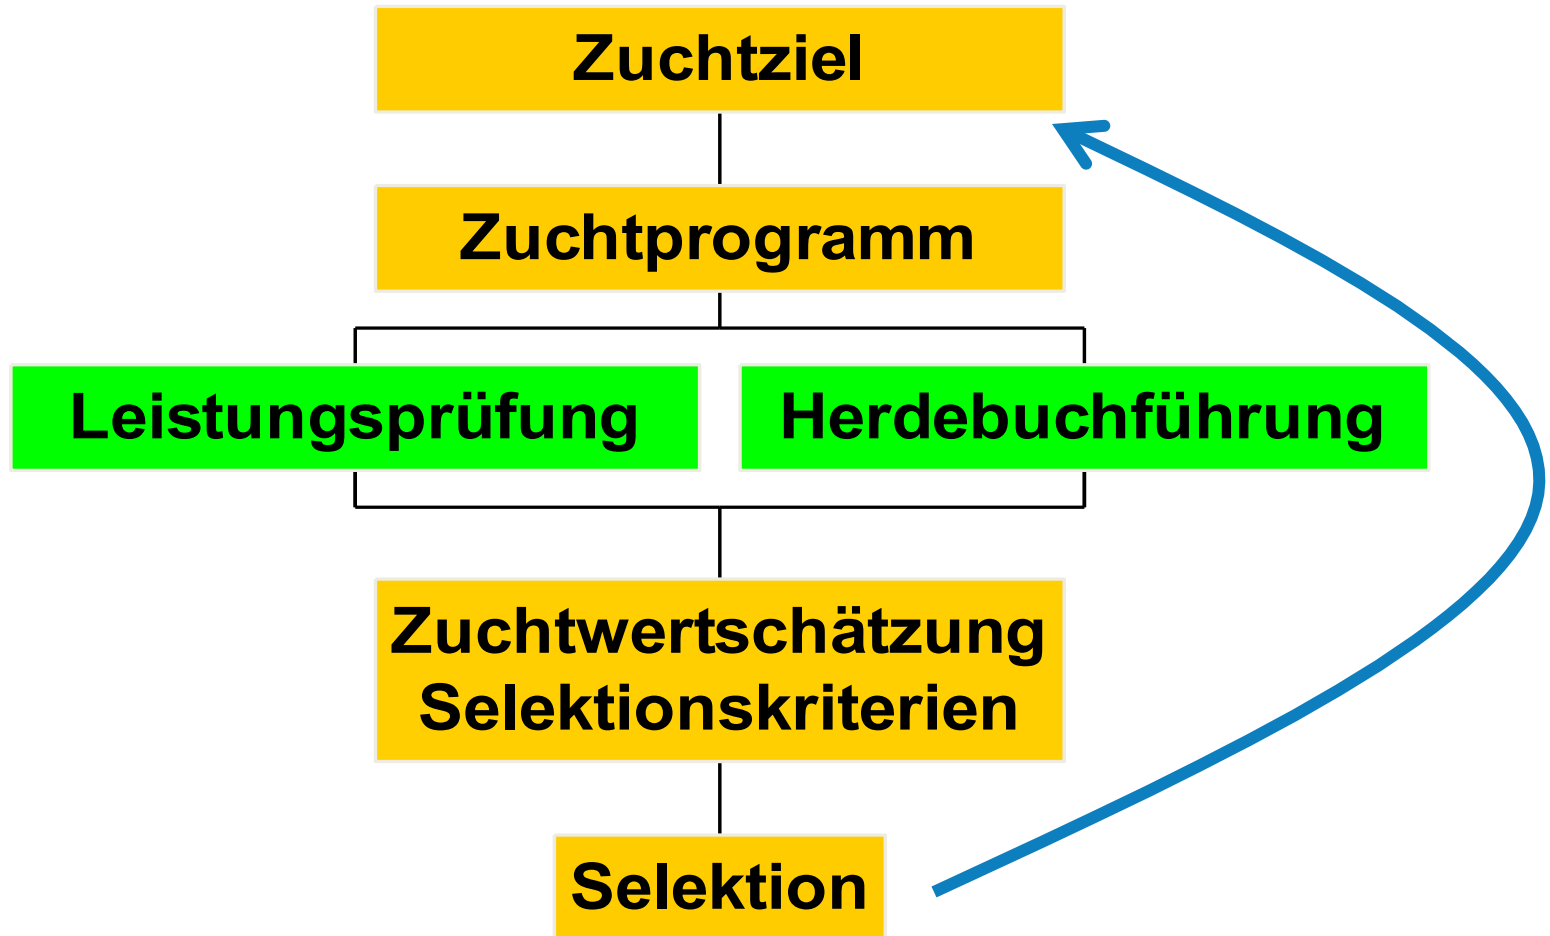 Zuchtziel
Zuchtprogramm
Leistungsprüfung
Herdebuchführung
Zuchtwertschätzung
Selektionskriterien
Selektion